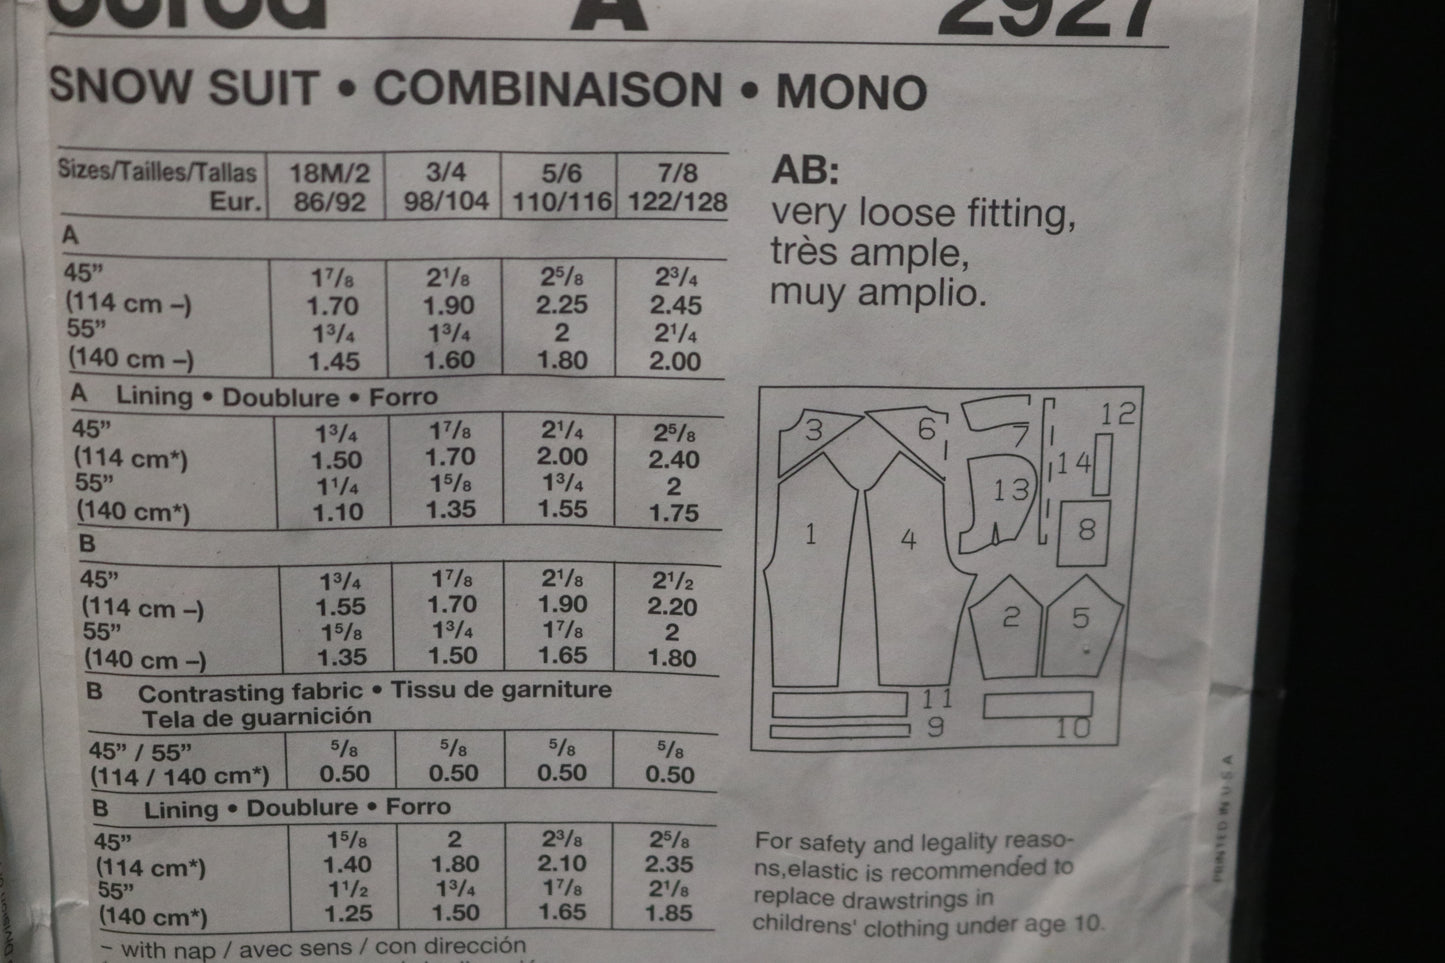 burda A 2927
SNOW SUIT • COMBINAISON • MONO
Sizes/Tailles/Tallas 18M/2 3/4 5/6 7/8
Eur. 86/92 98/104 110/116 122/128
A
45” 1⁷/₈ 2¹/₈ 2⁵/₈ 2³/₄
(114 cm –) 1.70 1.90 2.25 2.45
55” 1³/₄ 1³/₄ 2 2¹/₄
(140 cm –) 1.45 1.60 1.80 2.00
A Lining • Doublure • Forro
45” 1³/₄ 1⁷/₈ 2¹/₄ 2⁵/₈
(114 cm*) 1.50 1.70 2.00 2.40
55” 1¹/₄ 1⁵/₈ 1³/₄ 2
(140 cm*) 1.10 1.35 1.55 1.75
B
45” 1³/₄ 1⁷/₈ 2¹/₈ 2¹/₂
(114 cm –) 1.55 1.70 1.90 2.20
55” 1⁵/₈ 1³/₄ 1⁷/₈ 2
(140 cm –) 1.35 1.50 1.65 1.80
B Contrasting fabric • Tissu de garniture
Tela de guarnición
45” / 55” ⁵/₈ ⁵/₈ ⁵/₈ ⁵/₈
(114 / 140 cm*) 0.50 0.50 0.50 0.50
B Lining • Doublure • Forro
45” 1⁵/₈ 2 2³/₈ 2⁵/₈
(114 cm*) 1.40 1.80 2.10 2.35
55” 1¹/₂ 1³/₄ 1⁷/₈ 2¹/₈
(140 cm*) 1.25 1.50 1.65 1.85
– with nap / avec sens / con dirección
AB:
very loose fitting,
très ample,
muy amplio.
3 6 7 12
14
13
1 4 8
2 5
11
9 10
For safety and legality reaso-
ns,elastic is recommended to
replace drawstrings in
childrens' clothing under age 10.
PRINTED IN U.S.A